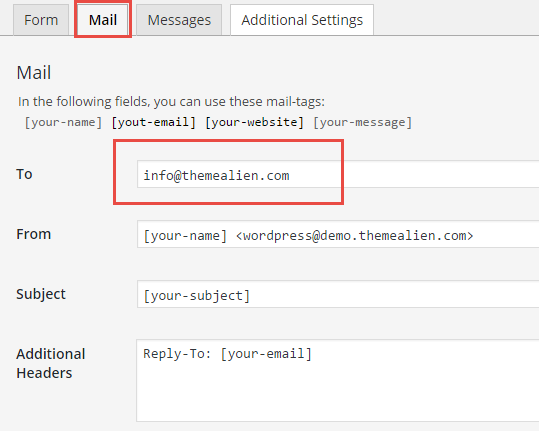 Form Mail Messages Additional Settings
Mail
In the following fields, you can use these mail-tags:
[your-name] [yout-email] [your-website] [your-message]
To info@themealien.com
From [your-name] <wordpress@demo.themealien.com>
Subject [your-subject]
Additional Reply-To: [your-email]
Headers